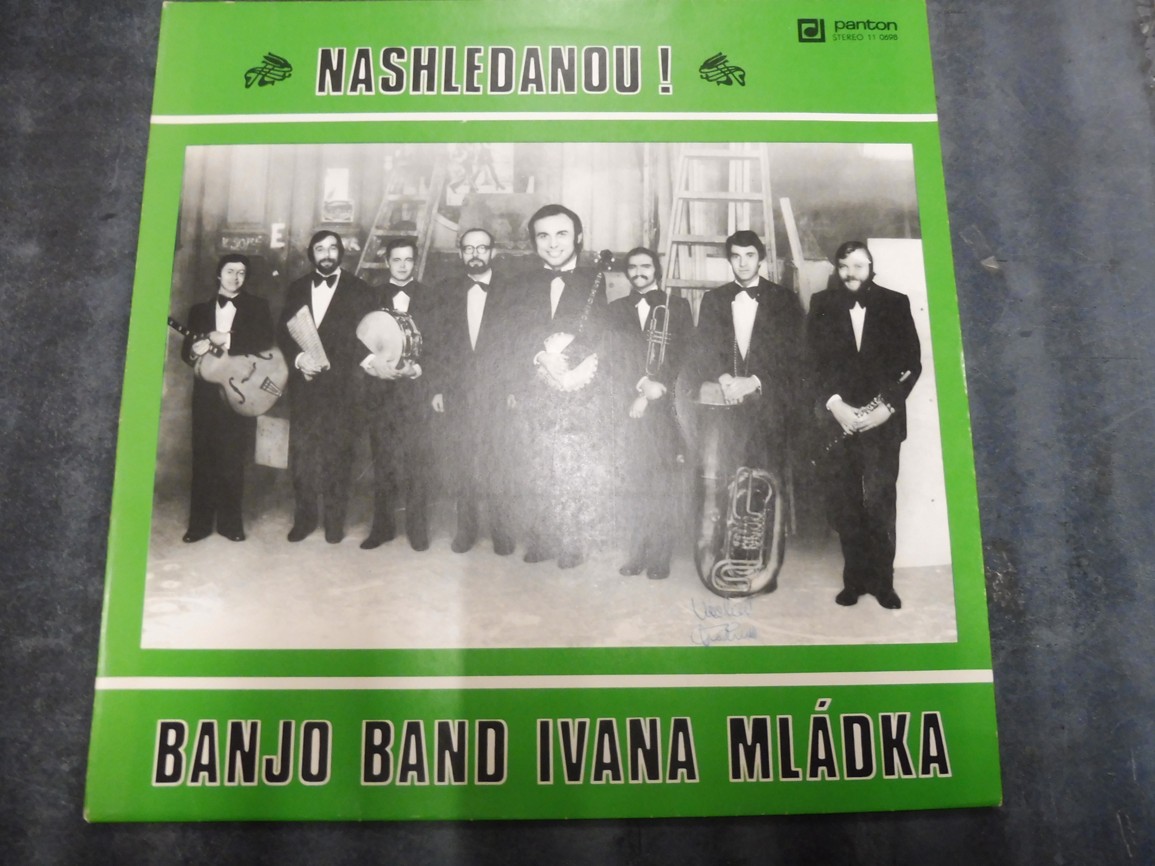 panton
STEREO 11 0698
NASHLEDANOU!
E
BANJO BAND IVANA MLÁDKA